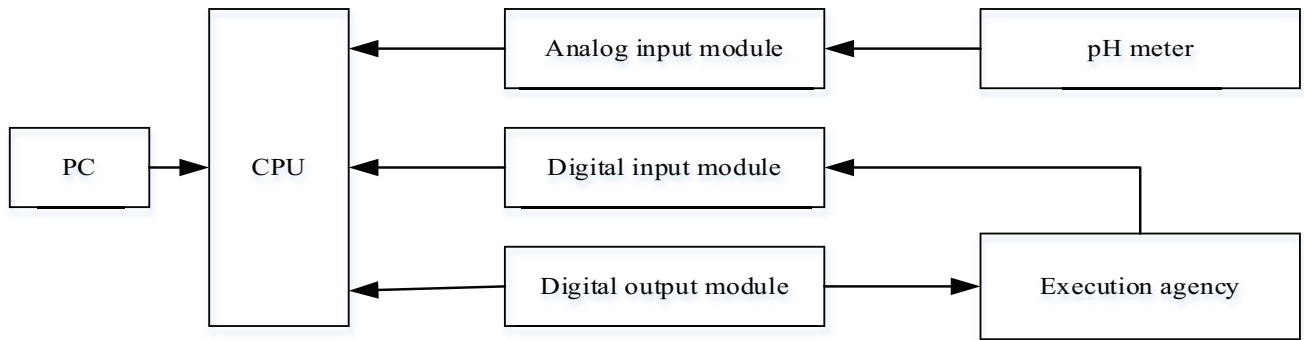 Analog input module
pH meter
PC
CPU
Digital input module
Digital output module
Execution agency